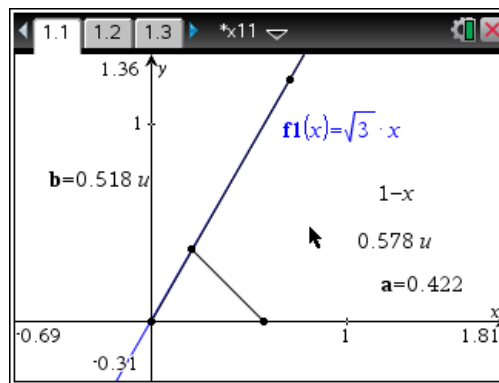 1.1 1.2 1.3 *x11
1.36 y
1
f1(x)=√3 · x
b=0.518 u
1-x
0.578 u
a=0.422
x
-0.69 1 1.81
-0.31